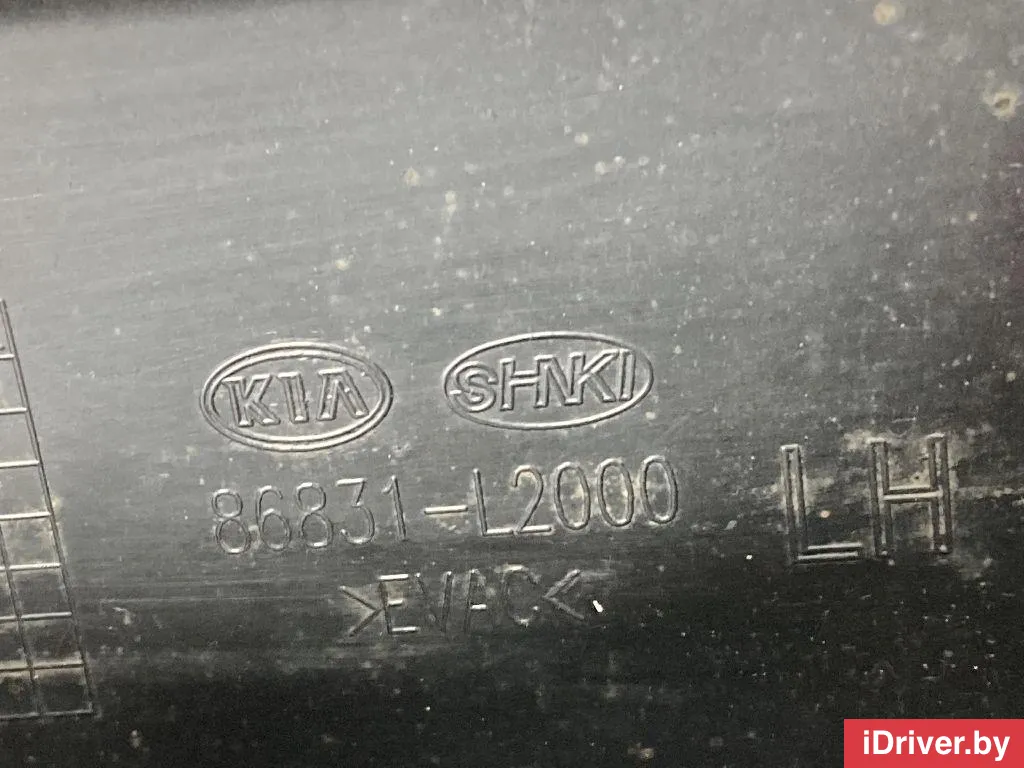 KIA SHNKI
86831-L2000
LH
>EVAC<
iDriver.by